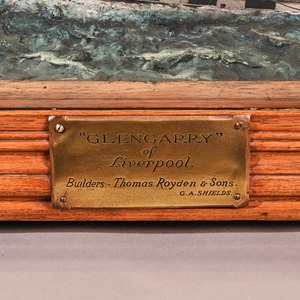 "GLENGARRY"
of
Liverpool.
Builders:- Thomas Royden & Sons.
G.A. SHIELDS.